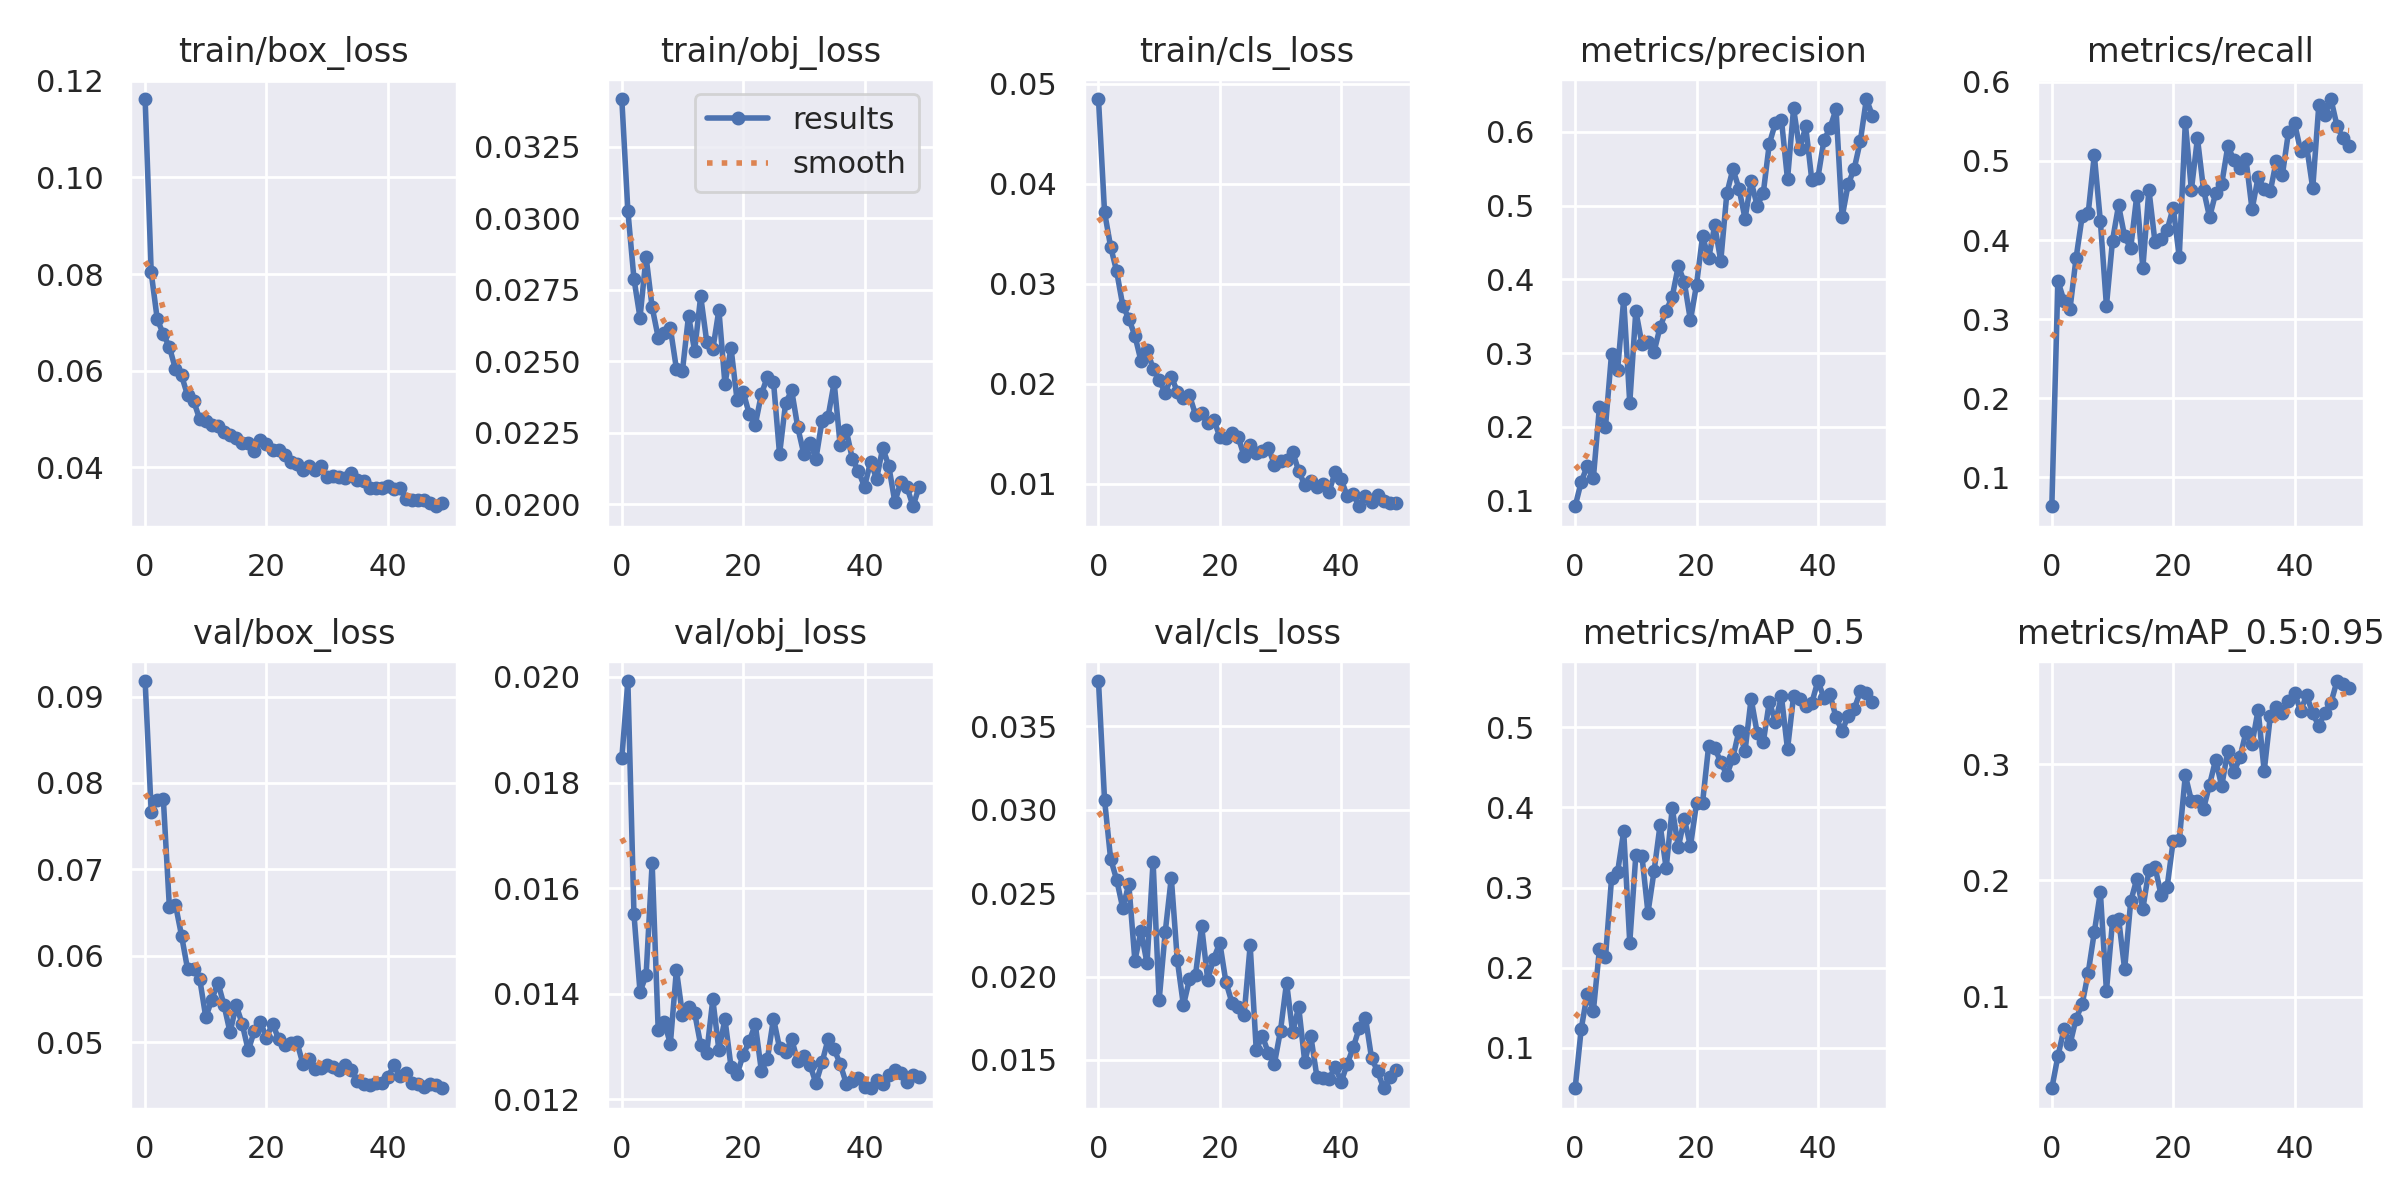 train/box_loss
0.12
0.10
0.08
0.06
0.04
0 20 40
train/obj_loss
results
smooth
0.0325
0.0300
0.0275
0.0250
0.0225
0.0200
0 20 40
train/cls_loss
0.05
0.04
0.03
0.02
0.01
0 20 40
metrics/precision
0.6
0.5
0.4
0.3
0.2
0.1
0 20 40
metrics/recall
0.6
0.5
0.4
0.3
0.2
0.1
0 20 40
val/box_loss
0.09
0.08
0.07
0.06
0.05
0 20 40
val/obj_loss
0.020
0.018
0.016
0.014
0.012
0 20 40
val/cls_loss
0.035
0.030
0.025
0.020
0.015
0 20 40
metrics/mAP_0.5
0.5
0.4
0.3
0.2
0.1
0 20 40
metrics/mAP_0.5:0.95
0.3
0.2
0.1
0 20 40